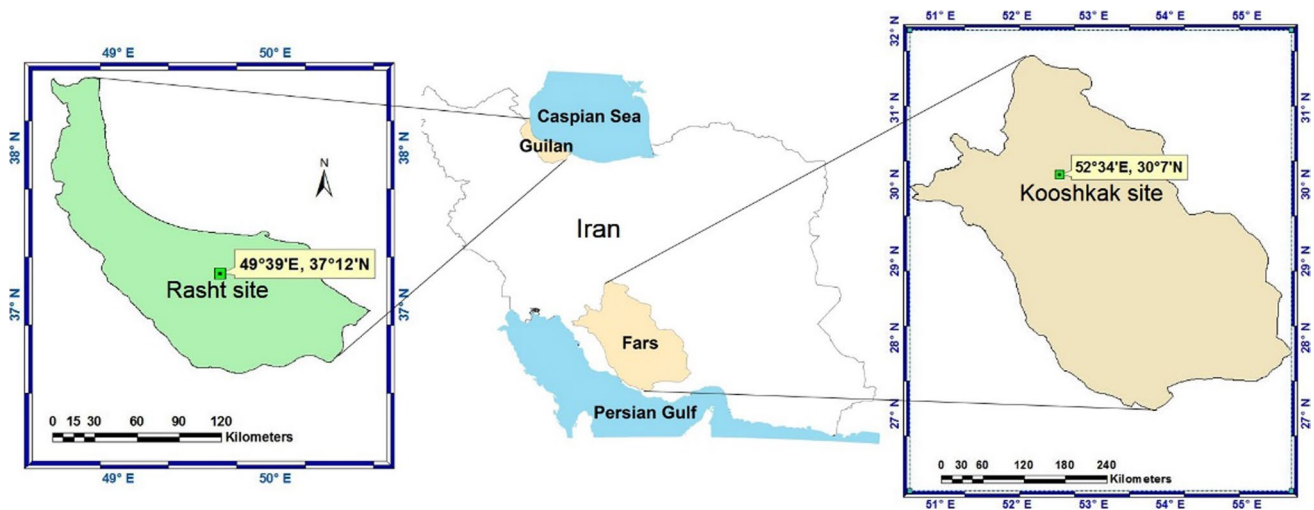 49° E 50° E
38° N
37° N
38° N
37° N
N
49°39'E, 37°12'N
Rasht site
0 15 30 60 90 120
Kilometers
49° E 50° E
Caspian Sea
Guilan
Iran
Fars
Persian Gulf
51° E 52° E 53° E 54° E 55° E
32° N
31° N
30° N
29° N
28° N
27° N
52°34'E, 30°7'N
Kooshkak site
32° N
31° N
30° N
29° N
28° N
27° N
0 30 60 120 180 240
Kilometers
51° E 52° E 53° E 54° E 55° E